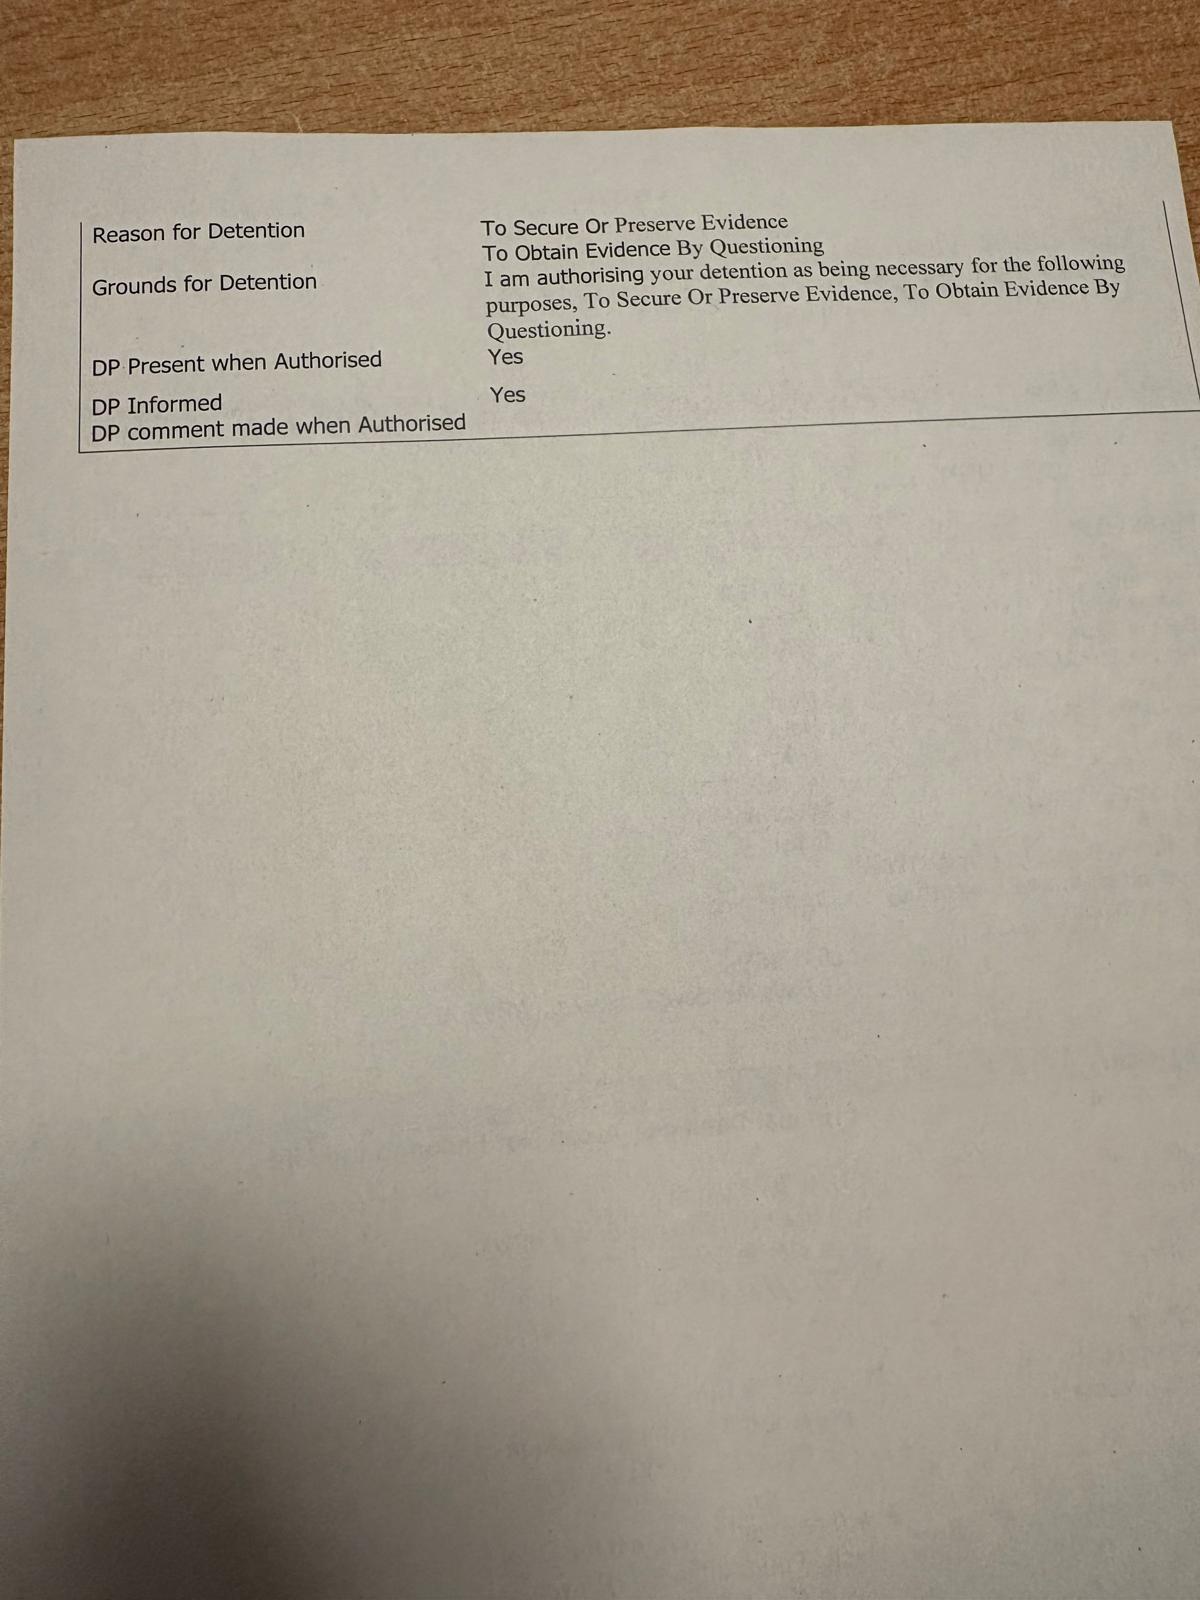 Reason for Detention To Secure Or Preserve Evidence
To Obtain Evidence By Questioning
Grounds for Detention I am authorising your detention as being necessary for the following
purposes, To Secure Or Preserve Evidence, To Obtain Evidence By
Questioning.
DP Present when Authorised Yes
DP Informed Yes
DP comment made when Authorised